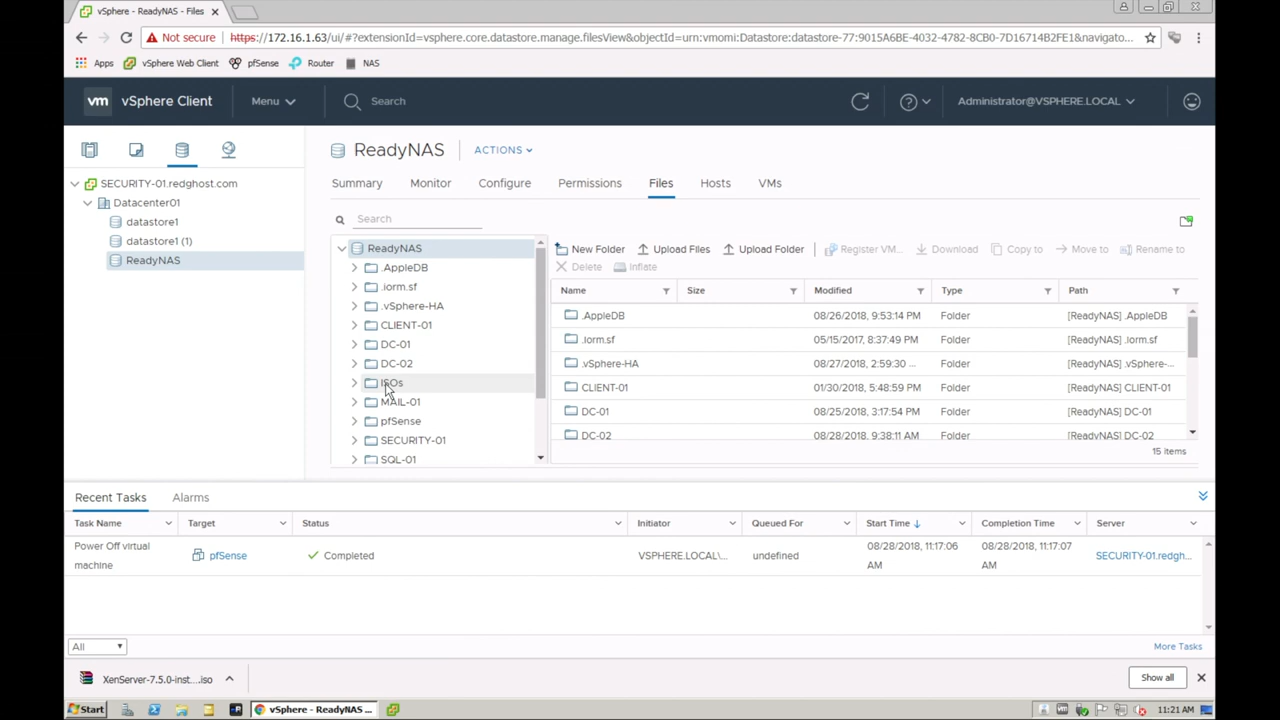 vSphere - ReadyNAS - Files
Not secure
https://172.16.1.63/ui/#?extensionId=vsphere.core.datastore.manage.filesView&objectId=urn:vmomi:Datastore:datastore-77:9015A6BE-4032-4782-8CB0-7D16714B2FE1&navigato...
Apps vSphere Web Client pfSense Router NAS
vm vSphere Client Menu Search Administrator@VSPHERE.LOCAL
ReadyNAS ACTIONS
Summary Monitor Configure Permissions Files Hosts VMs
SECURITY-01.redghost.com
Datacenter01
datastore1
datastore1 (1)
ReadyNAS
Search
ReadyNAS
.AppleDB
.iorm.sf
.vSphere-HA
CLIENT-01
DC-01
DC-02
ISOs
MAIL-01
pfSense
SECURITY-01
SQL-01
New Folder Upload Files Upload Folder Register VM... Download Copy to Move to Rename to
Delete Inflate
Name Size Modified Type Path
.AppleDB 08/26/2018, 9:53:14 PM Folder [ReadyNAS] .AppleDB
.iorm.sf 05/15/2017, 8:37:49 PM Folder [ReadyNAS] .iorm.sf
.vSphere-HA 08/27/2018, 2:59:30 ... Folder [ReadyNAS] .vSphere-...
CLIENT-01 01/30/2018, 5:48:59 PM Folder [ReadyNAS] CLIENT-01
DC-01 08/25/2018, 3:17:54 PM Folder [ReadyNAS] DC-01
DC-02 08/28/2018, 9:38:11 AM Folder [ReadyNAS] DC-02
15 items
Recent Tasks Alarms
Task Name Target Status Initiator Queued For Start Time Completion Time Server
Power Off virtual machine pfSense Completed VSPHERE.LOCAL\... undefined 08/28/2018, 11:17:06 AM 08/28/2018, 11:17:07 AM SECURITY-01.redgh...
All More Tasks
XenServer-7.5.0-inst....iso Show all
Start vSphere - ReadyNAS ... 11:21 AM